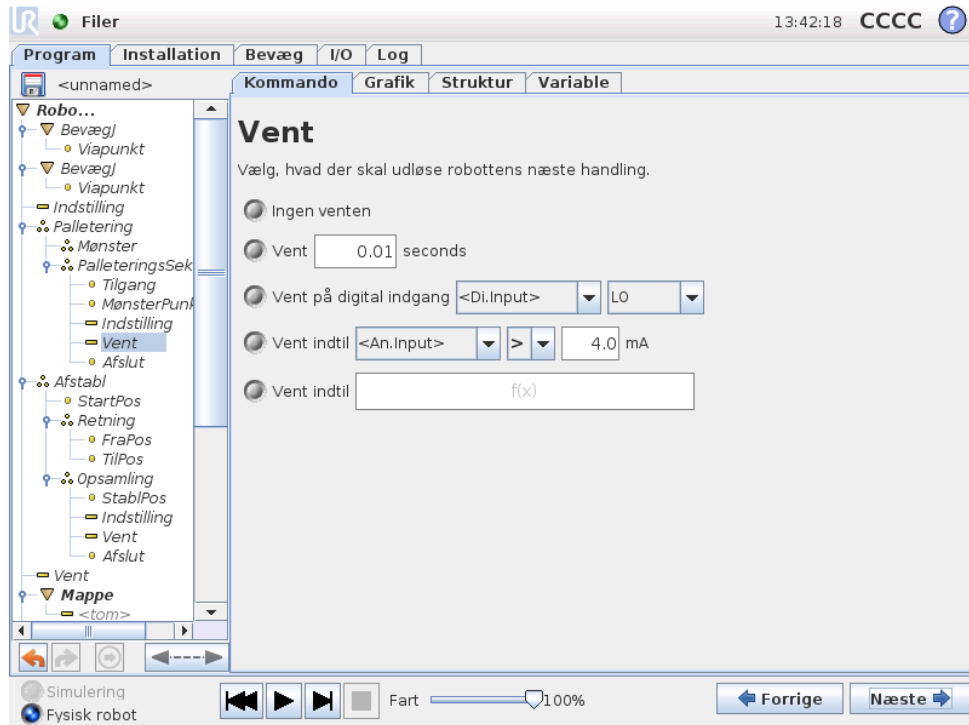 UR Filer 13:42:18 CCCC ?
Program Installation Bevæg I/O Log
<unnamed>
Kommando Grafik Struktur Variable
Robo...
BevægJ
Viapunkt
BevægJ
Viapunkt
Indstilling
Palletering
Mønster
PalleteringsSek
Tilgang
MønsterPunk
Indstilling
Vent
Afslut
Afstabl
StartPos
Retning
FraPos
TilPos
Opsamling
StablPos
Indstilling
Vent
Afslut
Vent
Mappe
<tom>
Vent
Vælg, hvad der skal udløse robottens næste handling.
Ingen venten
Vent 0.01 seconds
Vent på digital indgang <Di.Input> LO
Vent indtil <An.Input> > 4.0 mA
Vent indtil f(x)
Simulering
Fysisk robot
Fart 100%
Forrige Næste